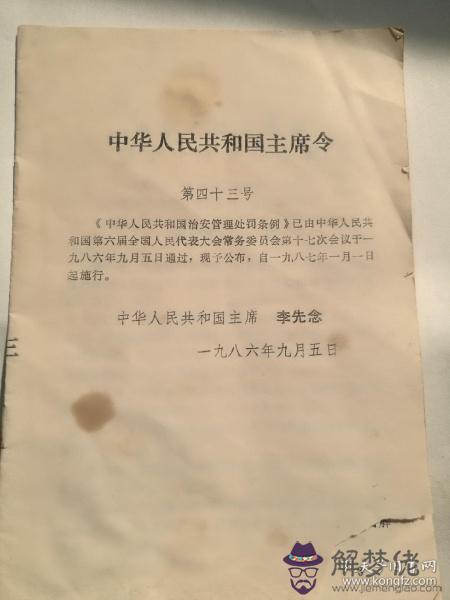 中华人民共和国主席令
第四十三号
《中华人民共和国治安管理处罚条例》已由中华人民共
和国第六届全国人民代表大会常务委员会第十七次会议于一
九八六年九月五日通过，现予公布，自一九八七年一月一日
起施行。
中华人民共和国主席 李先念
一九八六年九月五日
三
解
解梦佬
www.jiemenglao.com
www.kongfz.com